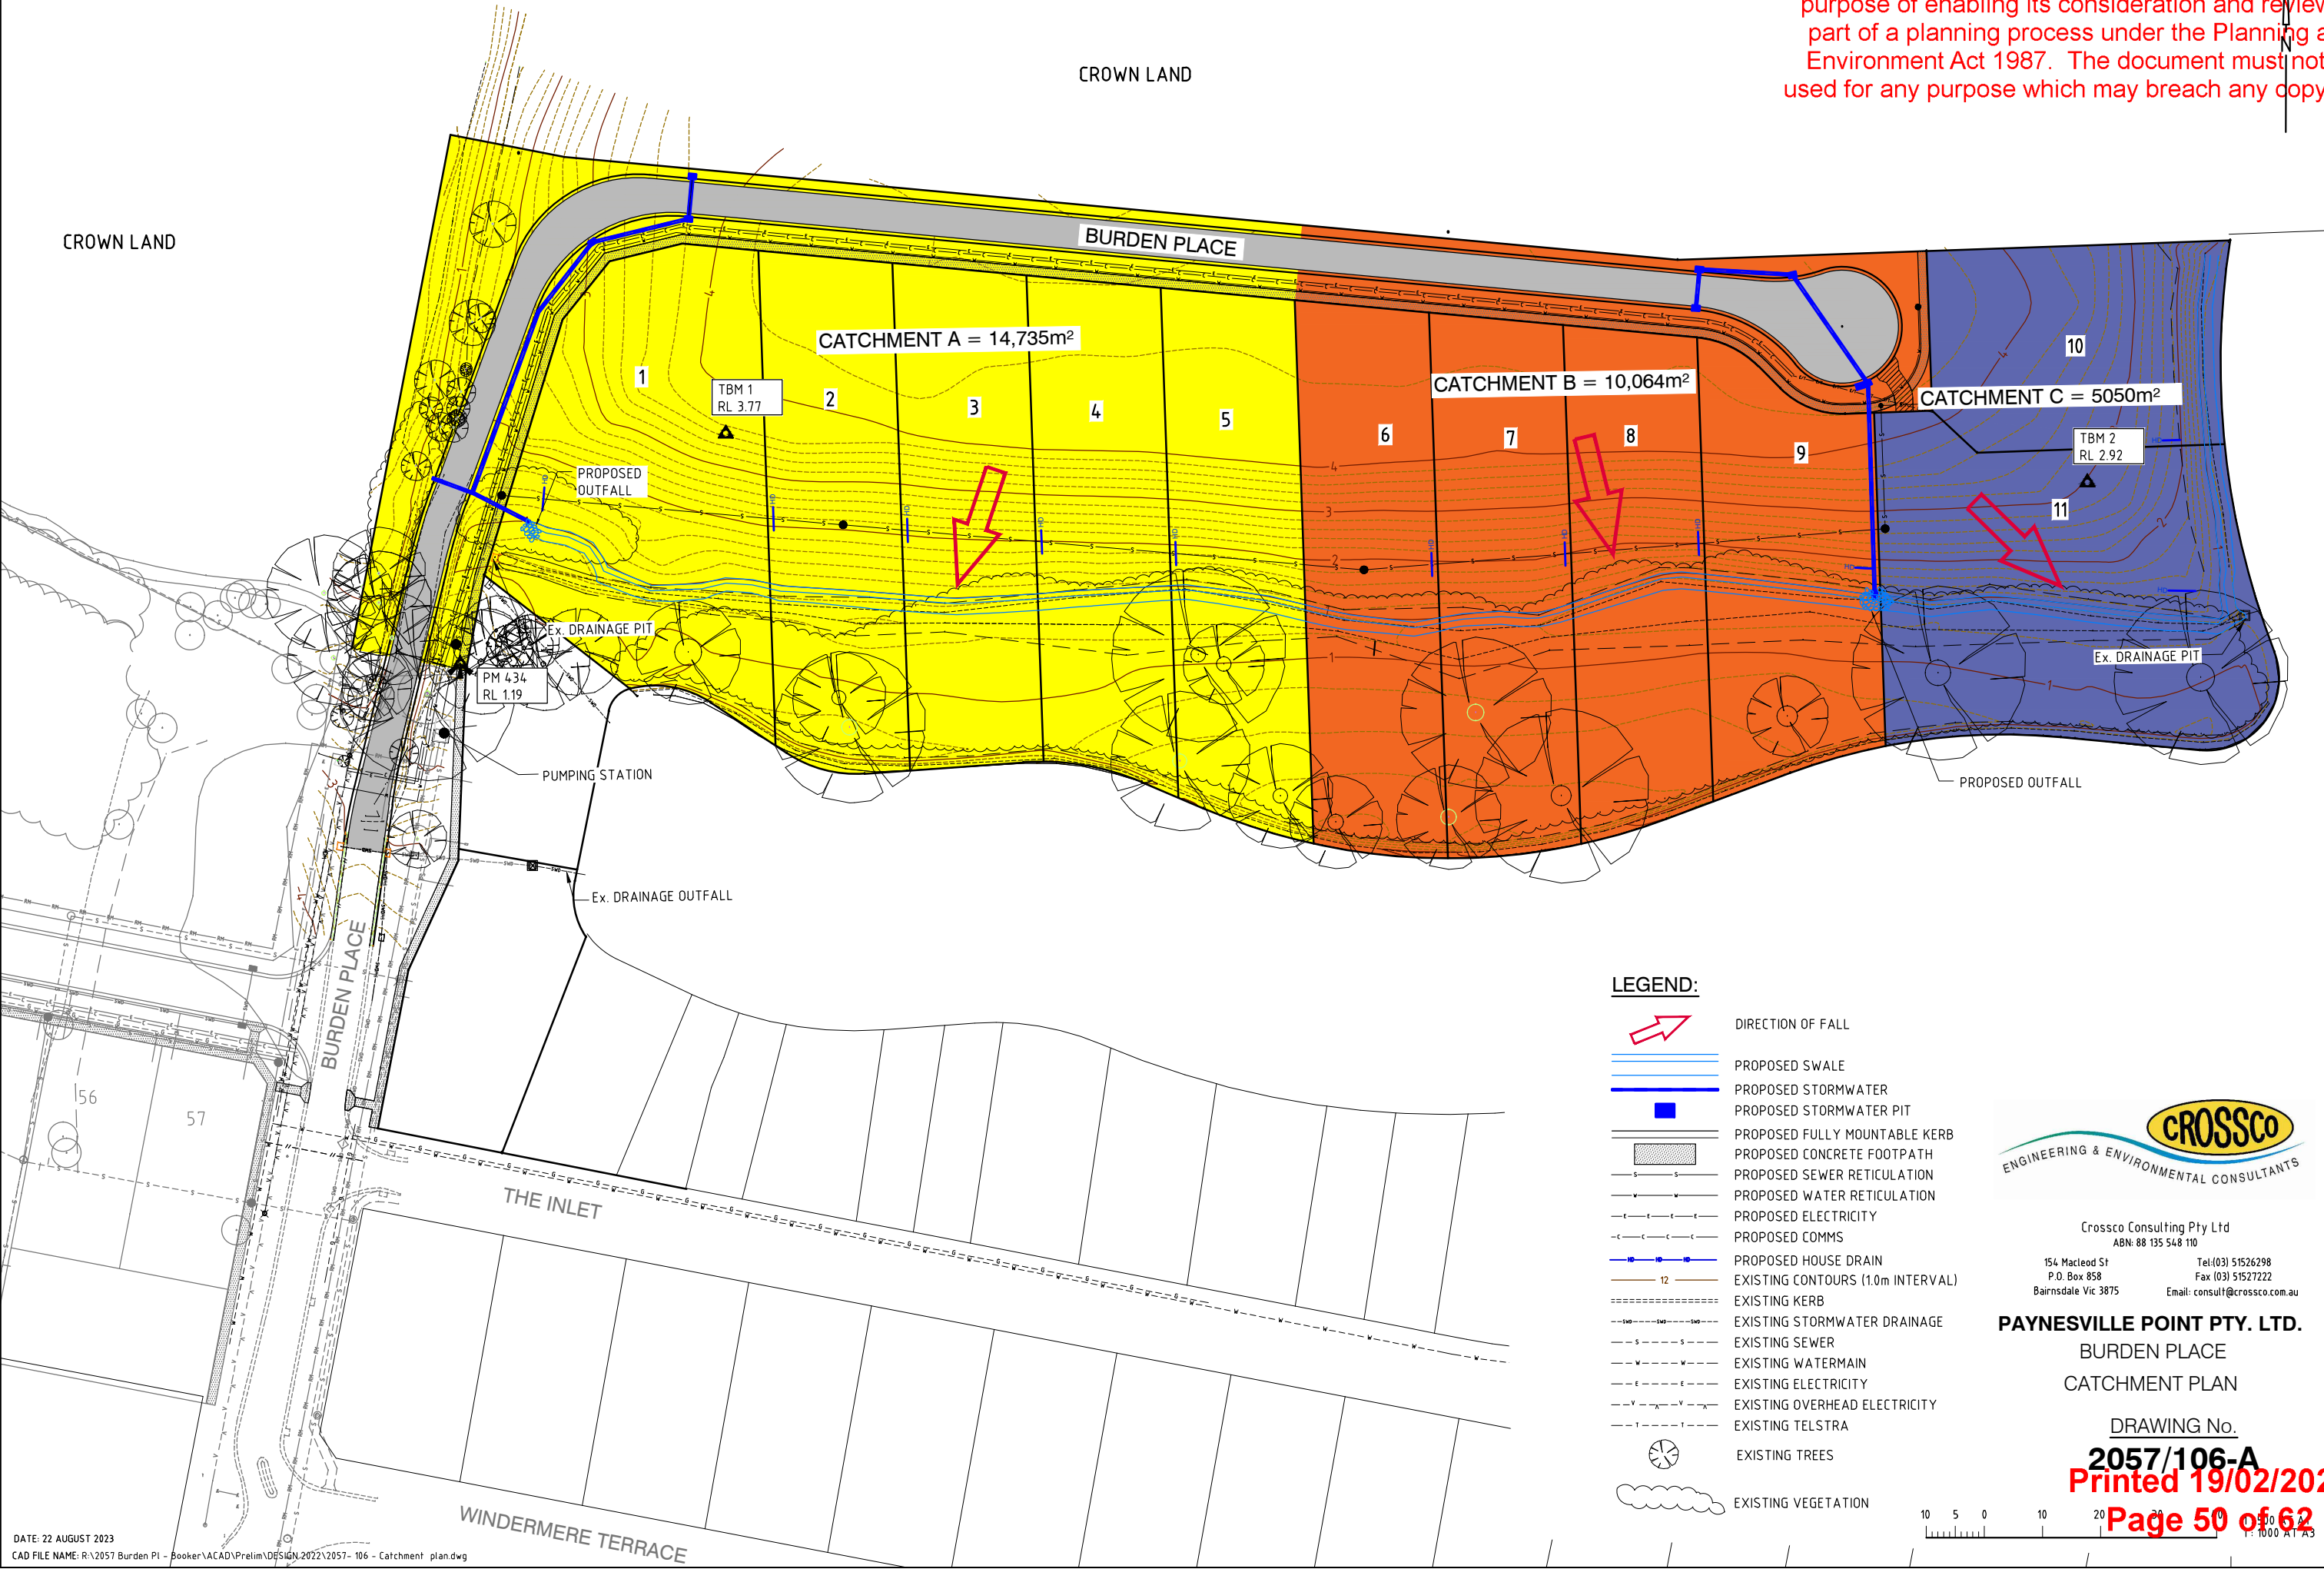 purpose of enabling its consideration and review
part of a planning process under the Planning a
Environment Act 1987. The document must not
used for any purpose which may breach any copy
N
CROWN LAND
CROWN LAND
BURDEN PLACE
CATCHMENT A = 14,735m²
CATCHMENT B = 10,064m²
CATCHMENT C = 5050m²
1
2
3
4
5
6
7
8
9
10
11
TBM 1
RL 3.77
TBM 2
RL 2.92
PROPOSED
OUTFALL
Ex. DRAINAGE PIT
PM 434
RL 1.19
Ex. DRAINAGE PIT
PUMPING STATION
PROPOSED OUTFALL
Ex. DRAINAGE OUTFALL
BURDEN PLACE
56
57
THE INLET
WINDERMERE TERRACE
LEGEND:
DIRECTION OF FALL
PROPOSED SWALE
PROPOSED STORMWATER
PROPOSED STORMWATER PIT
PROPOSED FULLY MOUNTABLE KERB
PROPOSED CONCRETE FOOTPATH
PROPOSED SEWER RETICULATION
PROPOSED WATER RETICULATION
PROPOSED ELECTRICITY
PROPOSED COMMS
PROPOSED HOUSE DRAIN
12 EXISTING CONTOURS (1.0m INTERVAL)
EXISTING KERB
EXISTING STORMWATER DRAINAGE
EXISTING SEWER
EXISTING WATERMAIN
EXISTING ELECTRICITY
EXISTING OVERHEAD ELECTRICITY
EXISTING TELSTRA
EXISTING TREES
EXISTING VEGETATION
CROSSCO
ENGINEERING & ENVIRONMENTAL CONSULTANTS
Crossco Consulting Pty Ltd
ABN: 88 135 548 110
154 Macleod St
P.O. Box 858
Bairnsdale Vic 3875
Tel:(03) 51526298
Fax (03) 51527222
Email: consult@crossco.com.au
PAYNESVILLE POINT PTY. LTD.
BURDEN PLACE
CATCHMENT PLAN
DRAWING No.
2057/106-A
Printed 19/02/202
Page 50 of 62
10 5 0 10 20
1: 1000 AT A3
DATE: 22 AUGUST 2023
CAD FILE NAME: R:\2057 Burden Pl - Booker\ACAD\Prelim\DESIGN 2022\2057- 106 - Catchment plan.dwg